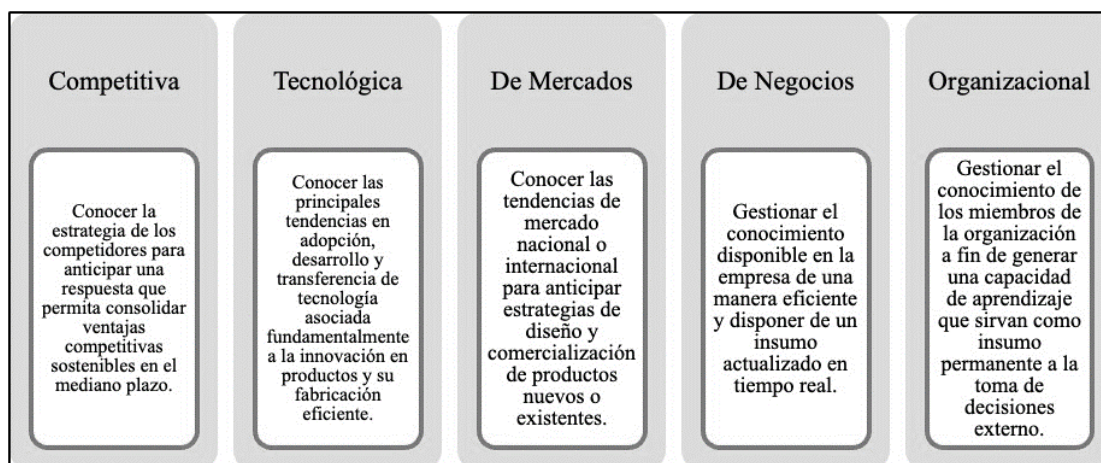 Competitiva
Conocer la
estrategia de los
competidores para
anticipar una
respuesta que
permita consolidar
ventajas
competitivas
sostenibles en el
mediano plazo.
Tecnológica
Conocer las
principales
tendencias en
adopción,
desarrollo y
transferencia de
tecnología
asociada
fundamentalmente
a la innovación en
productos y su
fabricación
eficiente.
De Mercados
Conocer las
tendencias de
mercado
nacional o
internacional
para anticipar
estrategias de
diseño y
comercialización
de productos
nuevos o
existentes.
De Negocios
Gestionar el
conocimiento
disponible en la
empresa de una
manera eficiente
y disponer de un
insumo
actualizado en
tiempo real.
Organizacional
Gestionar el
conocimiento de
los miembros de
la organización
a fin de generar
una capacidad
de aprendizaje
que sirvan como
insumo
permanente a la
toma de
decisiones
externo.